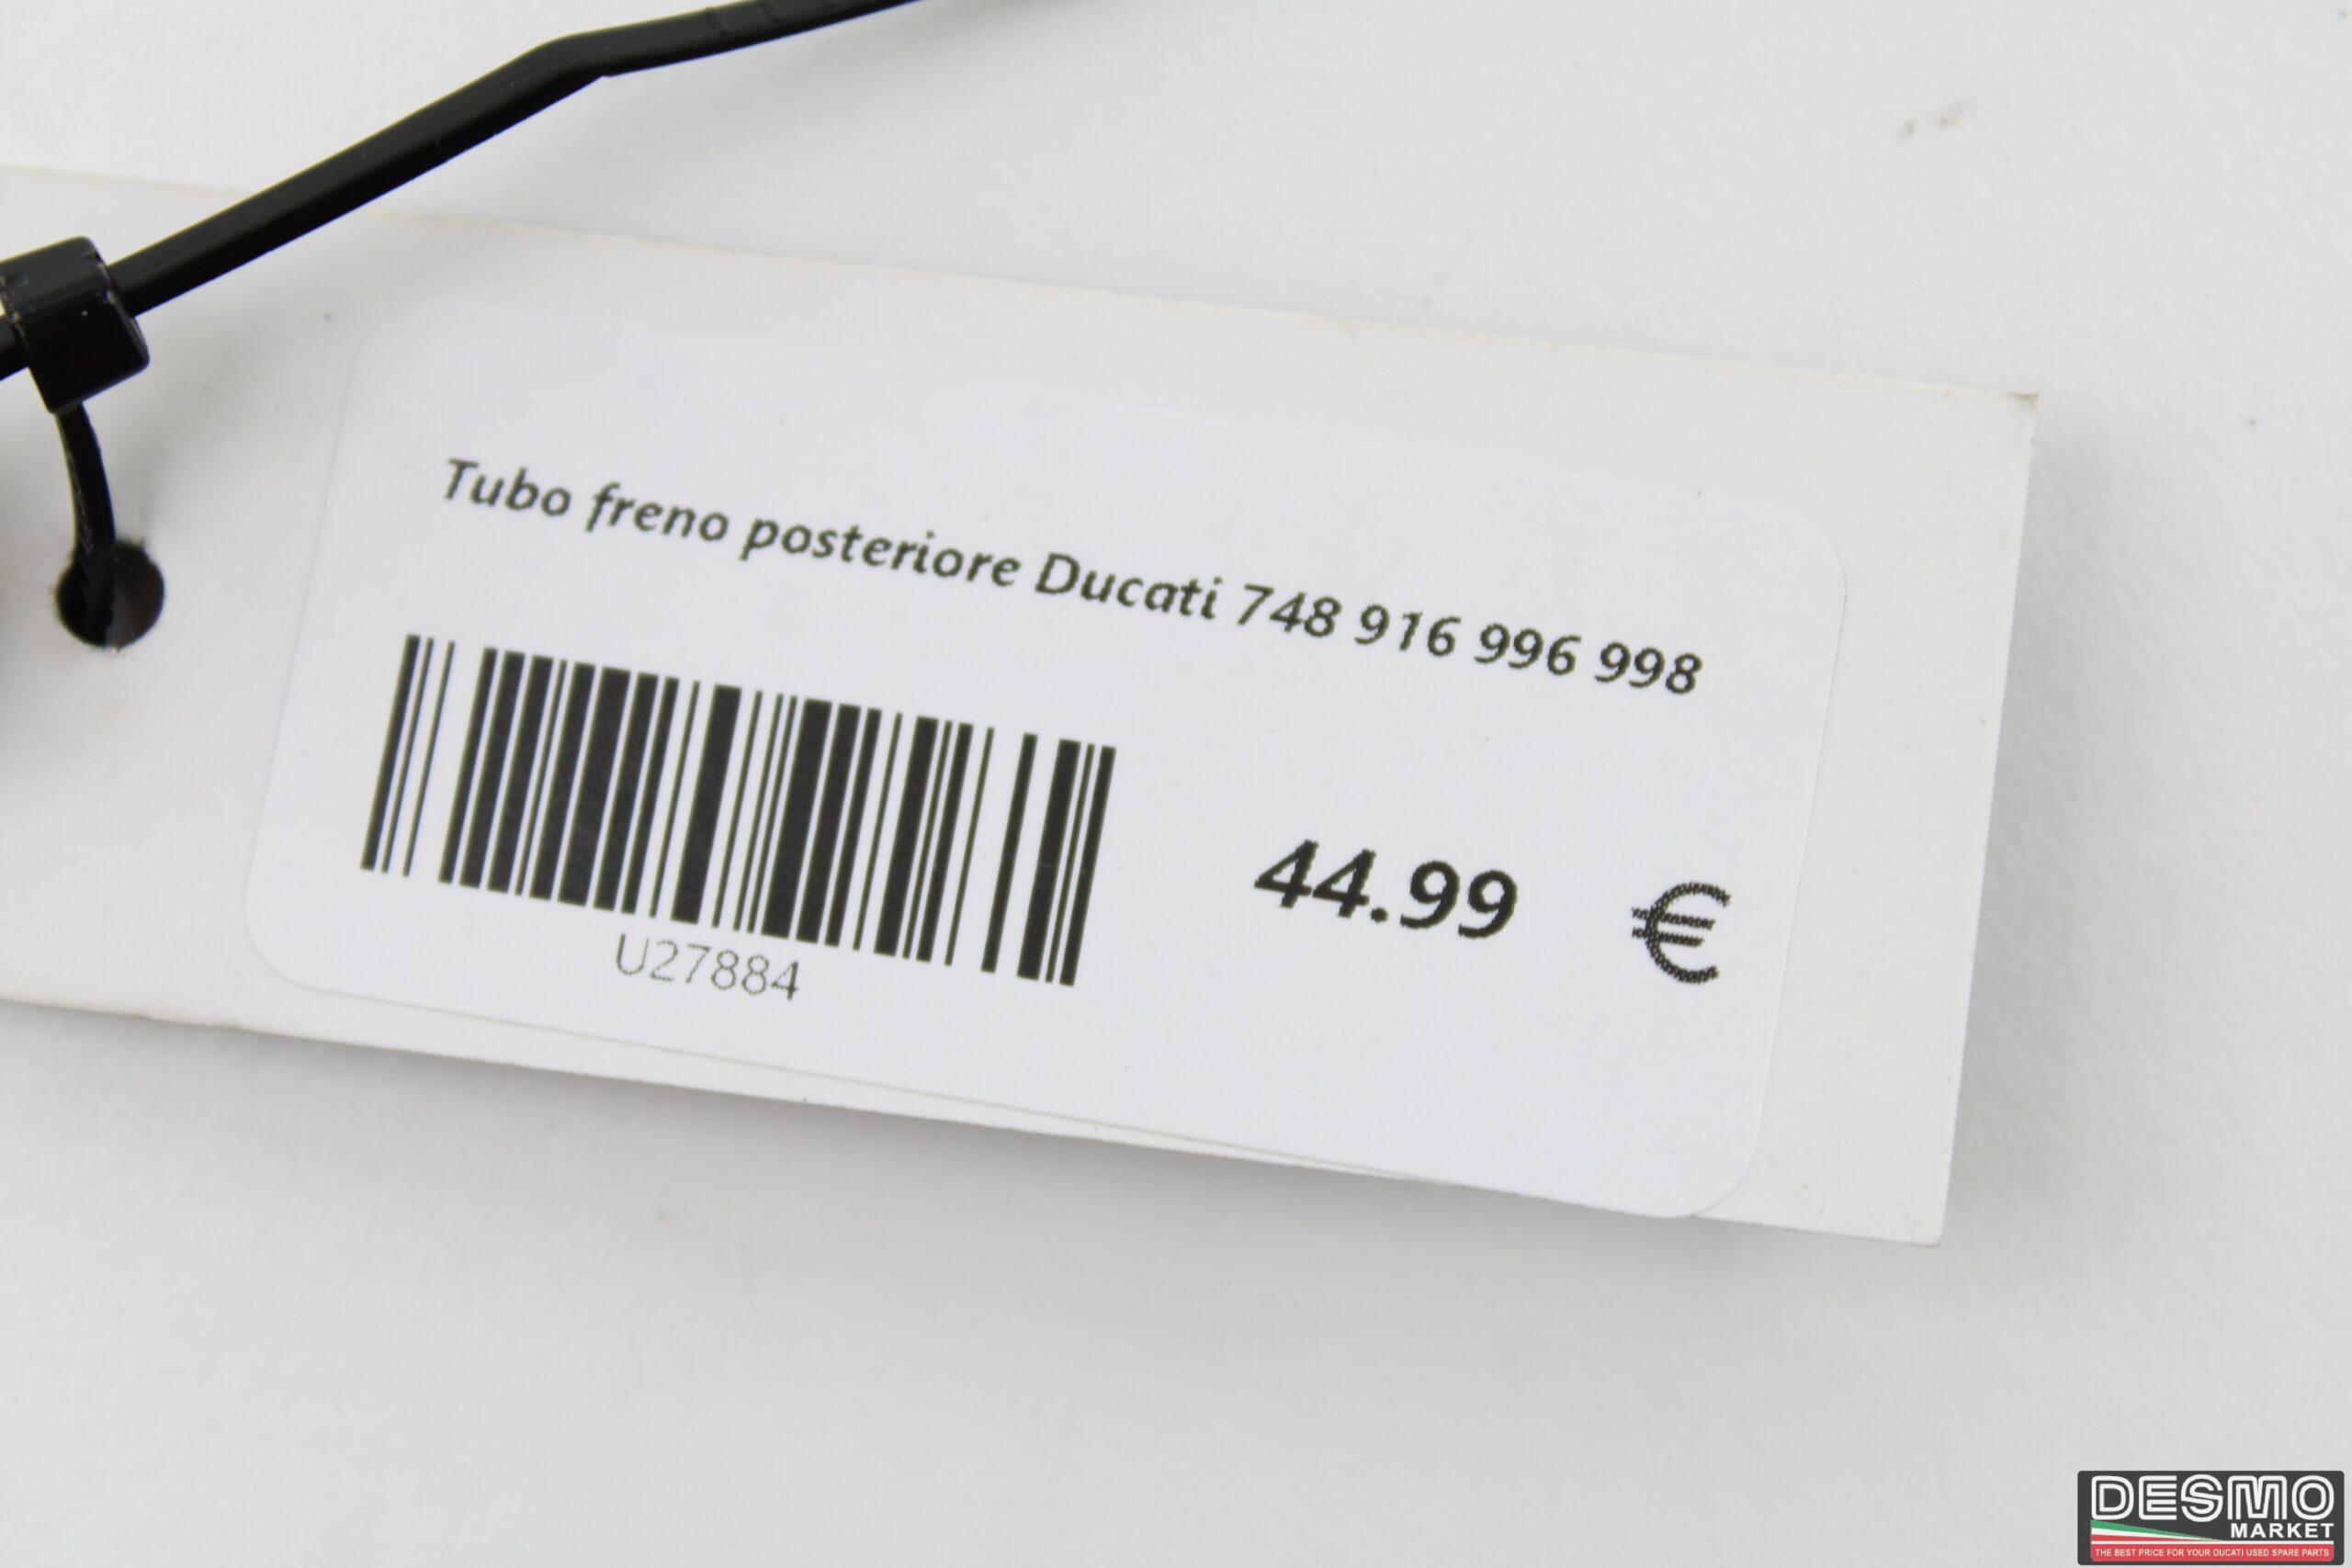 Tubo freno posteriore Ducati 748 916 996 998
44.99 €
U27884
DESMO
MARKET
THE BEST PRICE FOR YOUR DUCATI USED SPARE PARTS